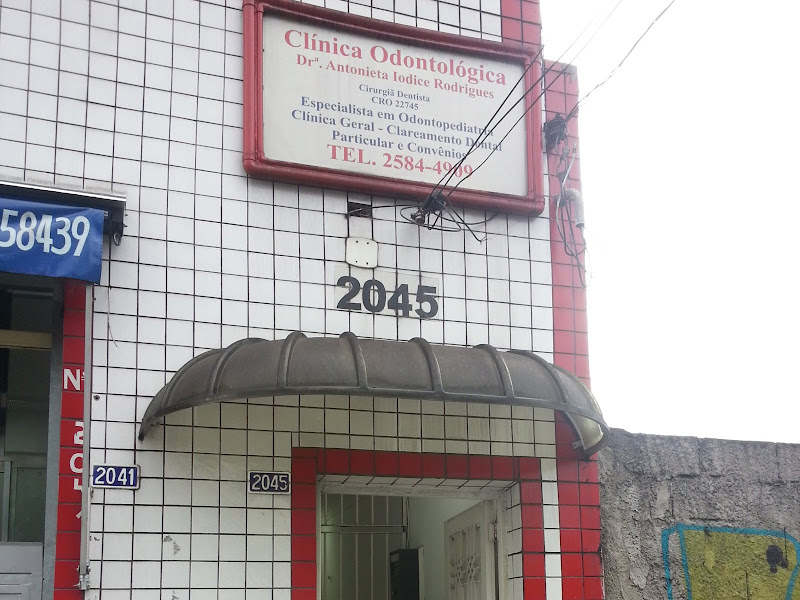 Clínica Odontológica
Drª. Antonieta Iodice Rodrigues
Cirurgiã Dentista
CRO 22745
Especialista em Odontopediatria
Clínica Geral - Clareamento Dental
Particular e Convênios
TEL. 2584-4909
58439
2045
Nº
2041
2045